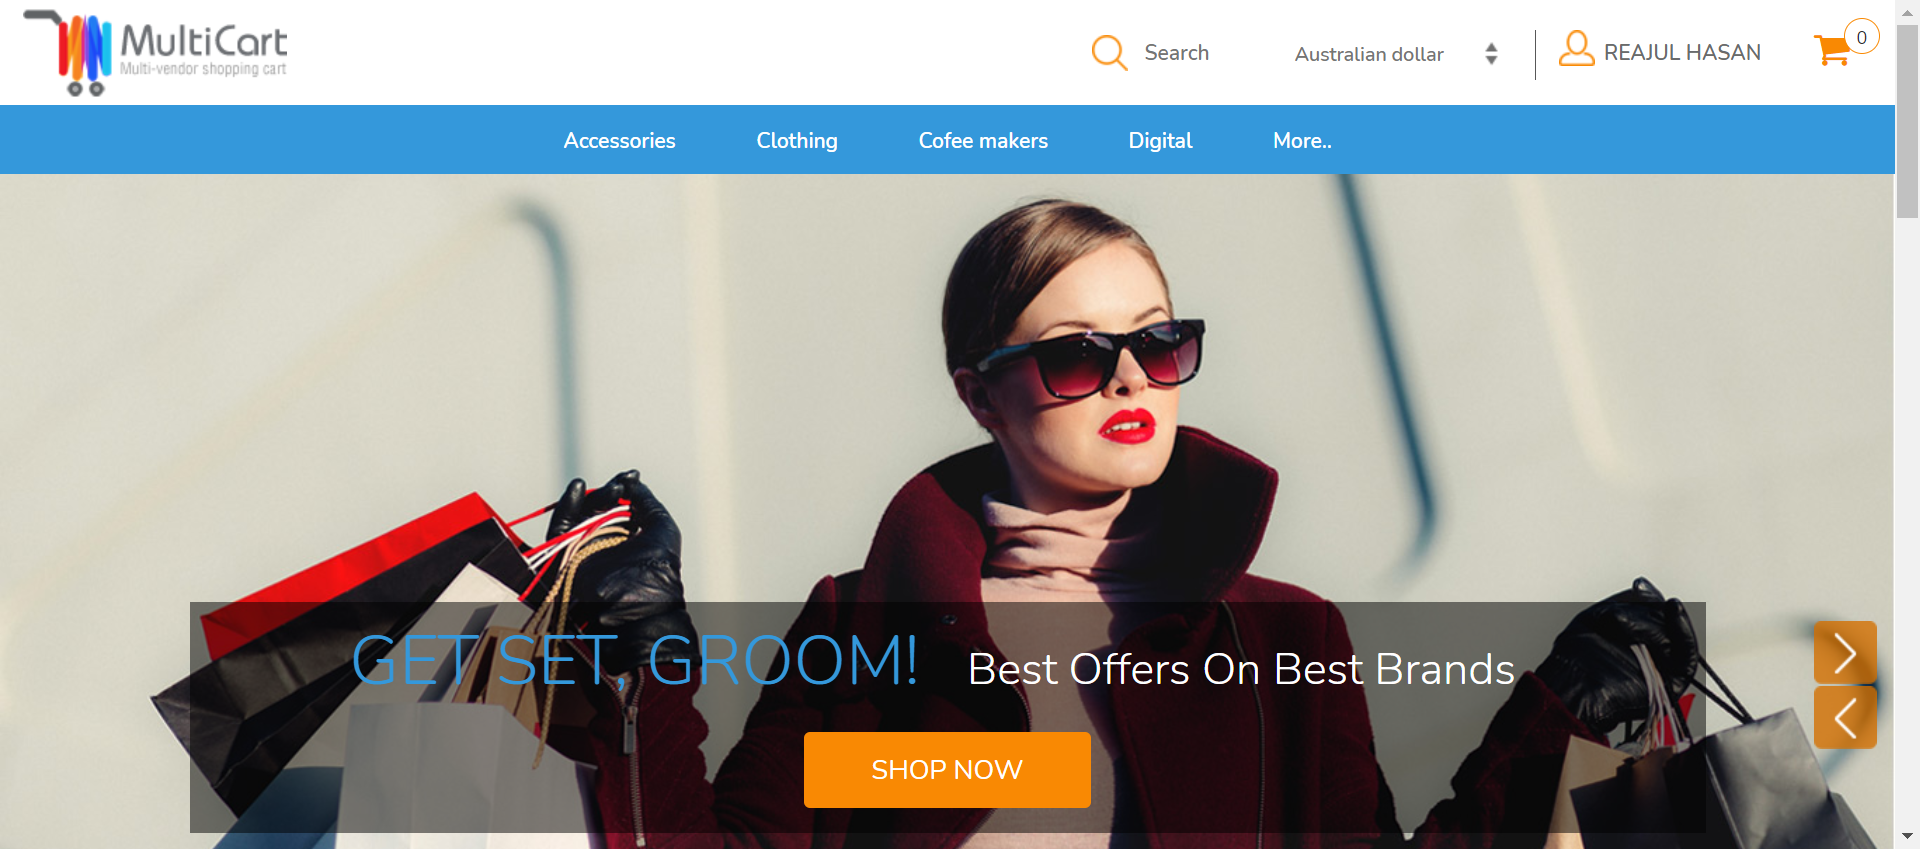 MultiCart
Multi-vendor shopping cart
Search
Australian dollar
REAJUL HASAN
0
Accessories
Clothing
Cofee makers
Digital
More..
GET SET, GROOM! Best Offers On Best Brands
SHOP NOW